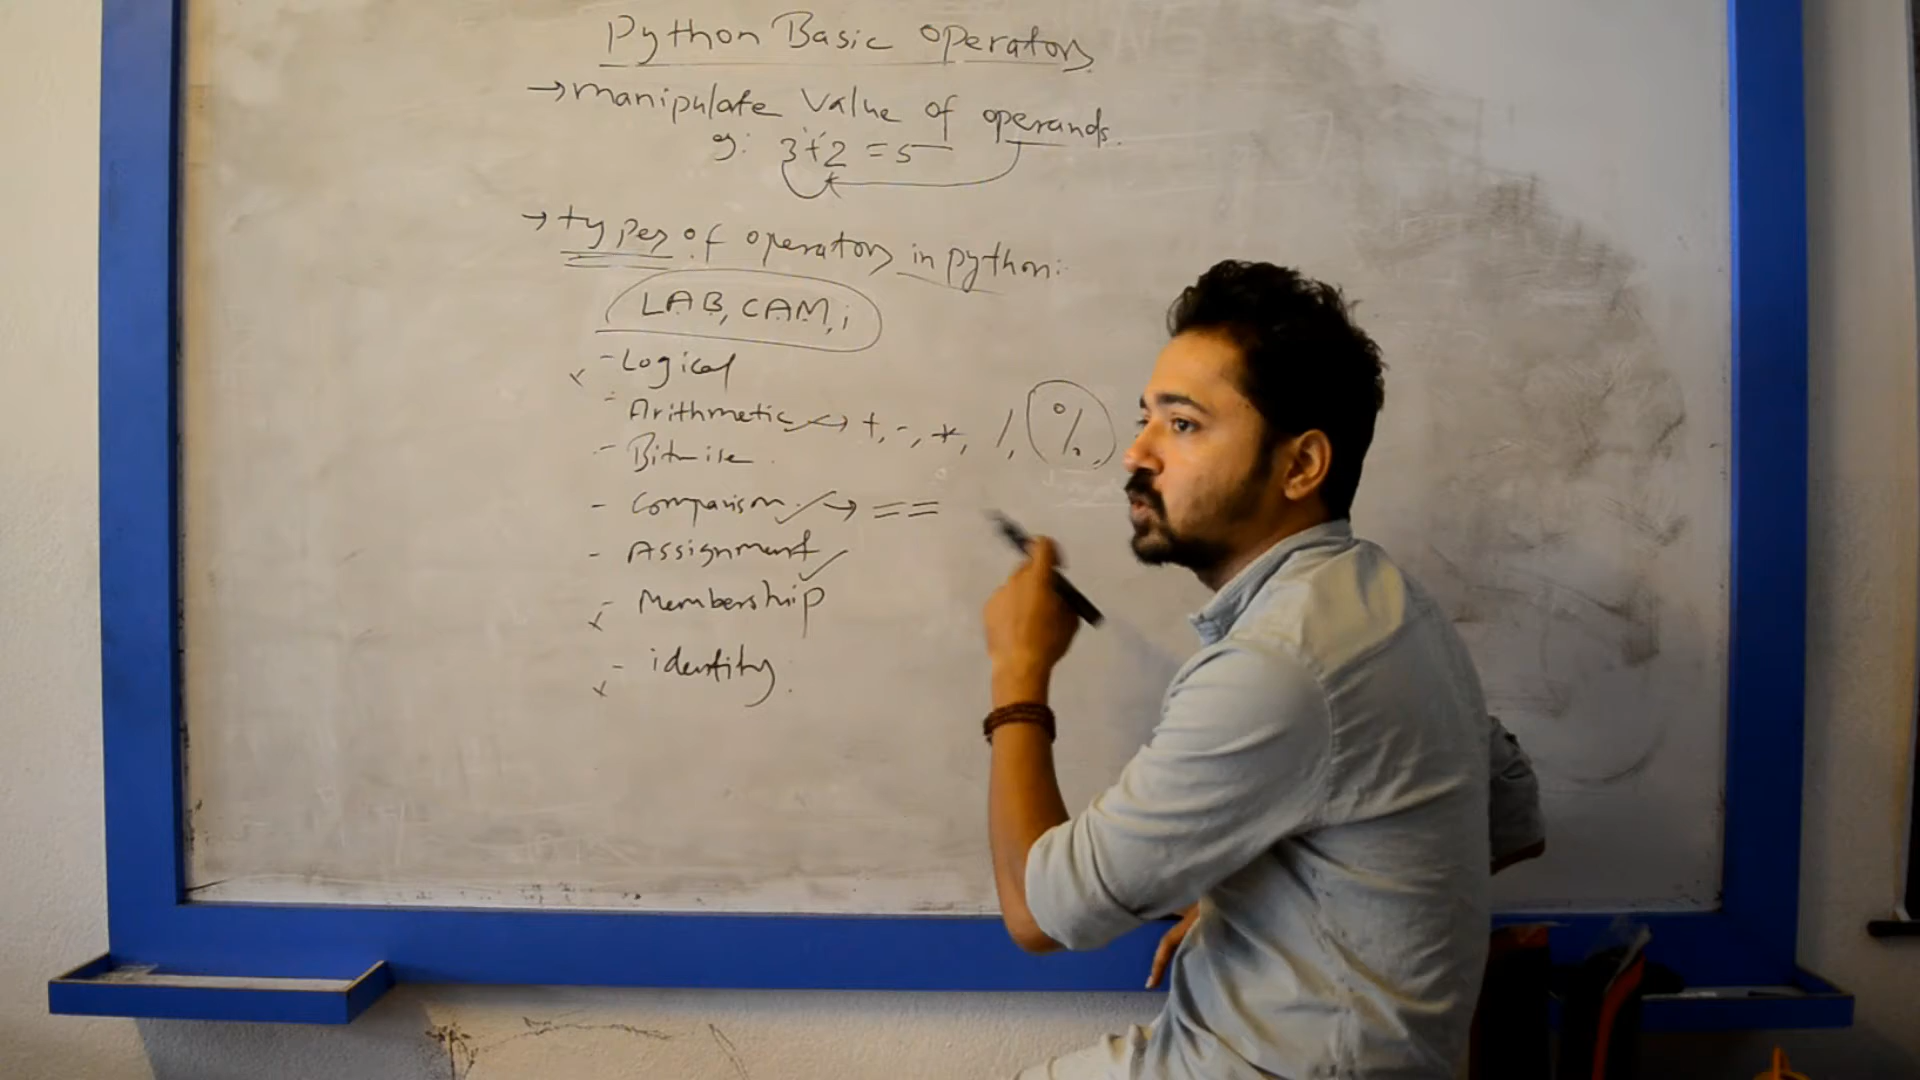 Python Basic operators
→ manipulate value of operands.
eg: 3+2 = 5
→ types of operators in python:
LAB, CAM, i
- Logical
- Arithmetic → +, -, *, /, %,
- Bitwise
- Comparison → ==
- Assignment
- Membership
- identity.